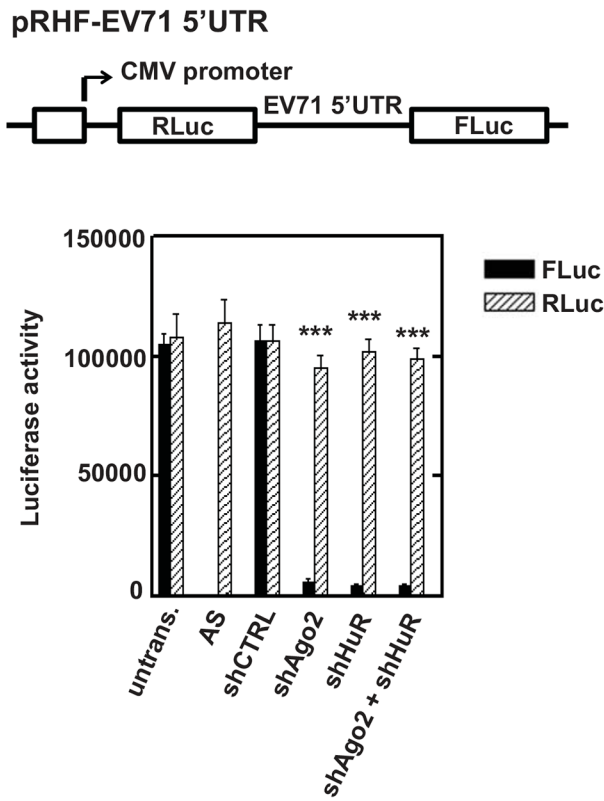 pRHF-EV71 5’UTR
CMV promoter
EV71 5’UTR
RLuc
FLuc
150000
100000
50000
0
Luciferase activity
FLuc
RLuc
***
***
***
untrans.
AS
shCTRL
shAgo2
shHuR
shAgo2 + shHuR